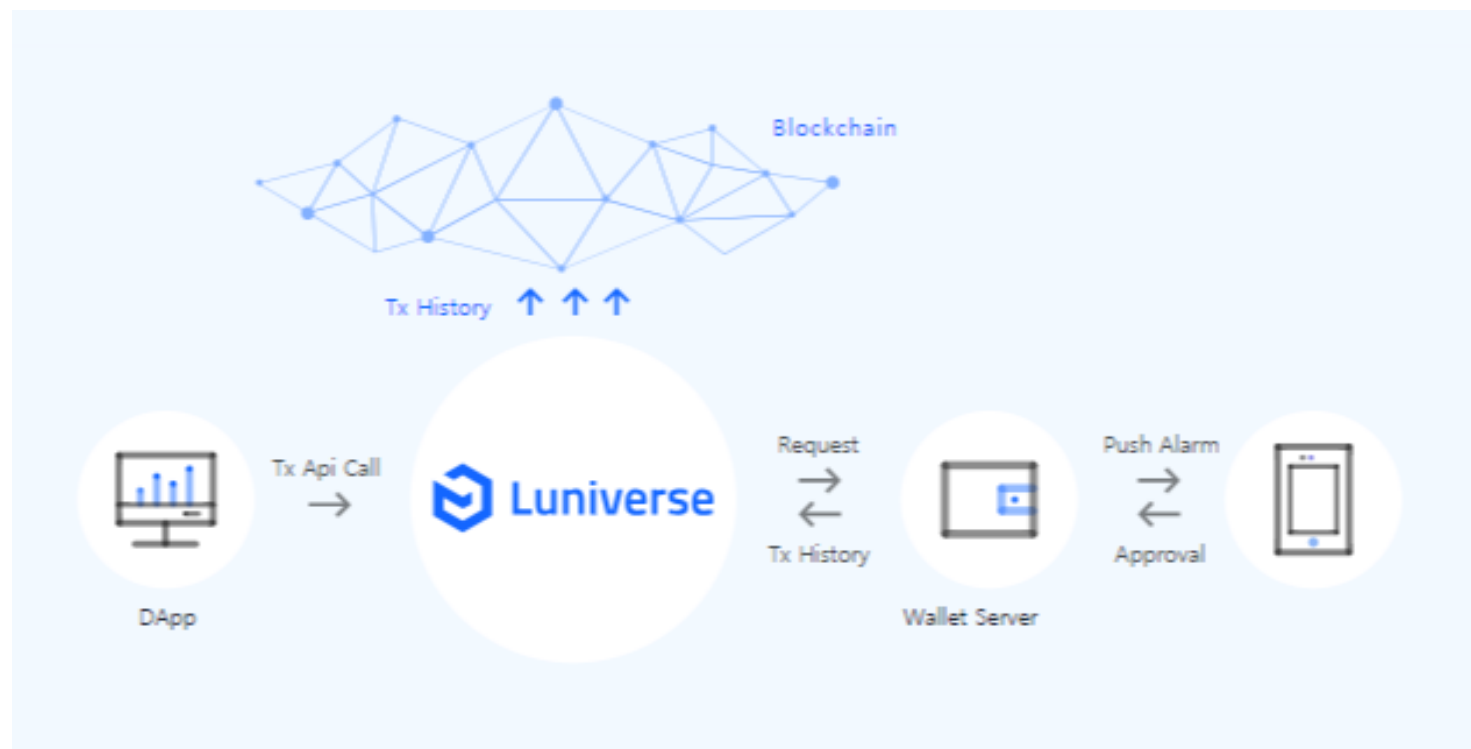 Blockchain
Tx History
Tx Api Call
Luniverse
Request
Tx History
Push Alarm
Approval
DApp
Wallet Server